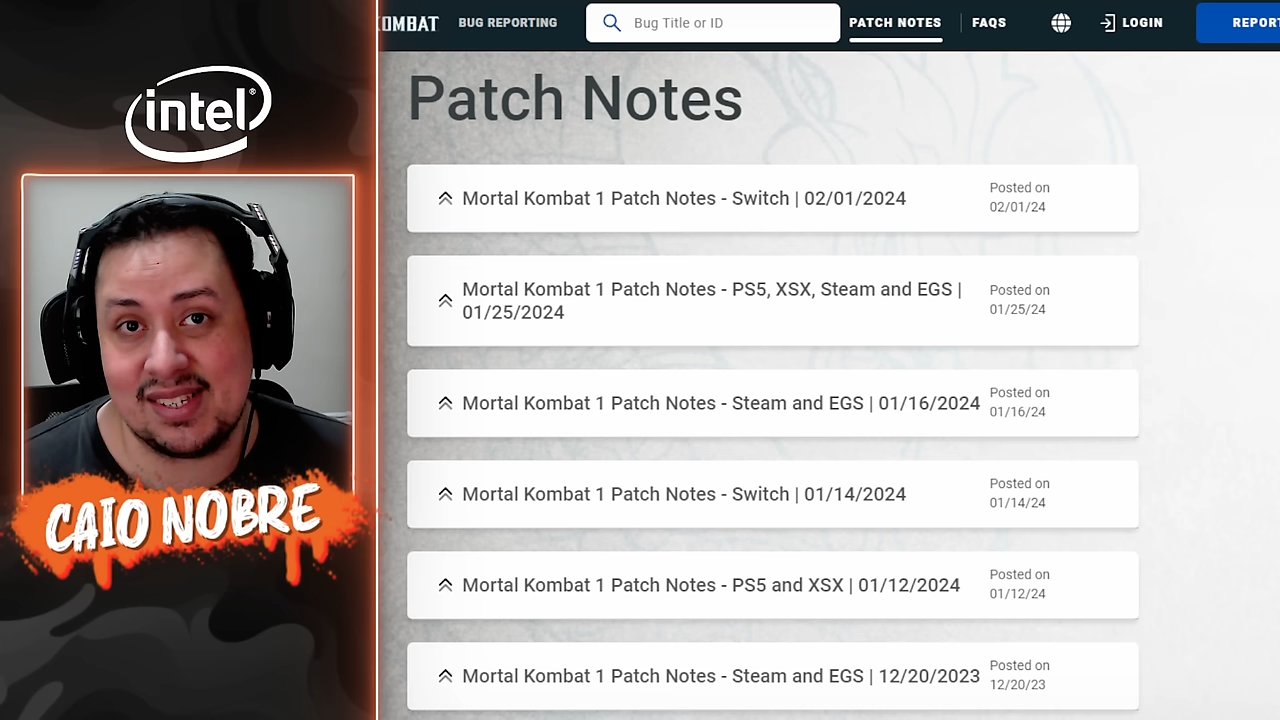 intel®
CAIO NOBRE
KOMBAT
BUG REPORTING
Bug Title or ID
PATCH NOTES
FAQS
LOGIN
REPORT
Patch Notes
Mortal Kombat 1 Patch Notes - Switch | 02/01/2024
Posted on
02/01/24
Mortal Kombat 1 Patch Notes - PS5, XSX, Steam and EGS |
01/25/2024
Posted on
01/25/24
Mortal Kombat 1 Patch Notes - Steam and EGS | 01/16/2024
Posted on
01/16/24
Mortal Kombat 1 Patch Notes - Switch | 01/14/2024
Posted on
01/14/24
Mortal Kombat 1 Patch Notes - PS5 and XSX | 01/12/2024
Posted on
01/12/24
Mortal Kombat 1 Patch Notes - Steam and EGS | 12/20/2023
Posted on
12/20/23